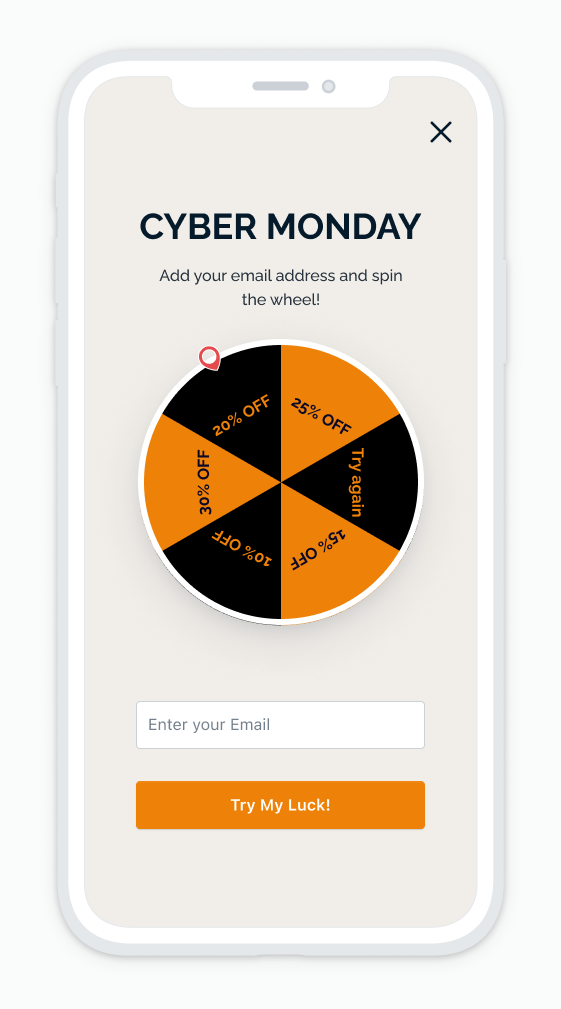 CYBER MONDAY
Add your email address and spin
the wheel!
20% OFF
25% OFF
30% OFF
Try again
10% OFF
15% OFF
Enter your Email
Try My Luck!